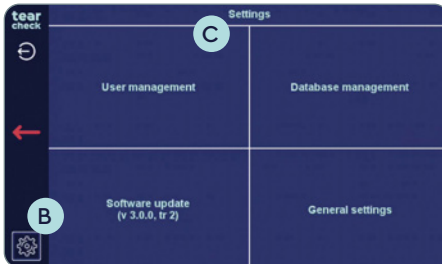 tear
check
Settings
C
User management
Database management
Software update
(v 3.0.0, tr 2)
General settings
B